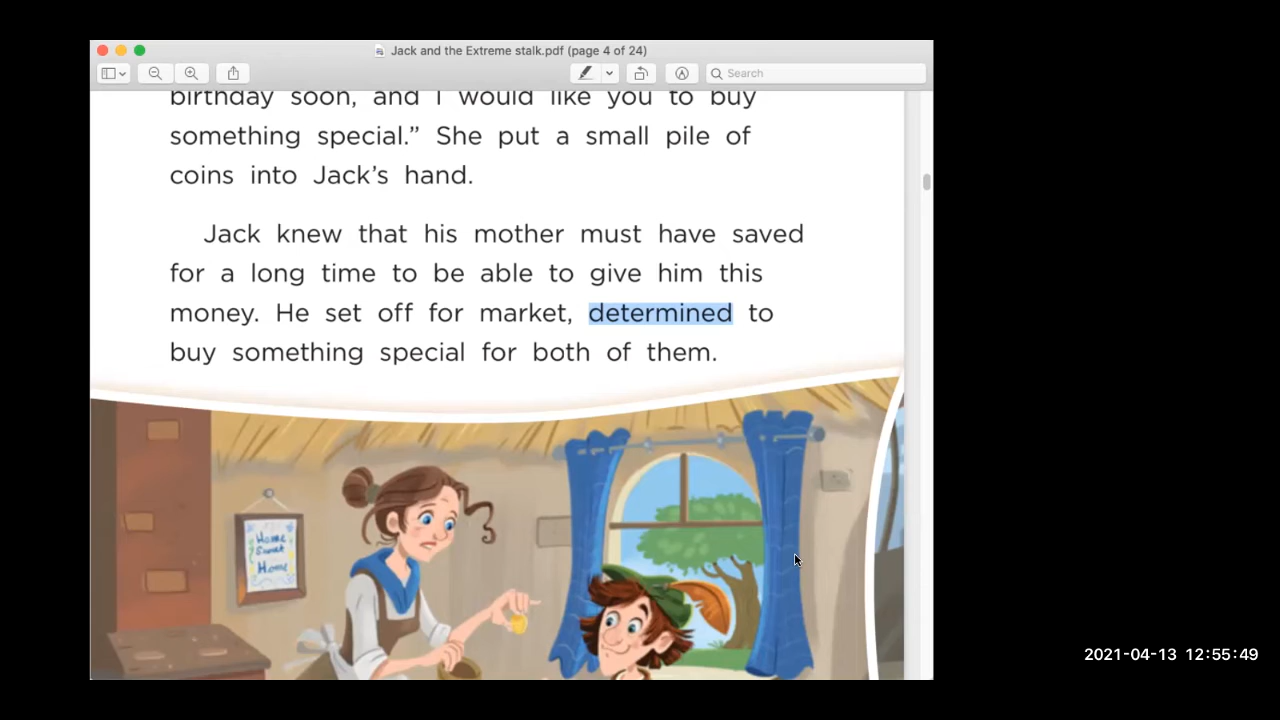 Jack and the Extreme stalk.pdf (page 4 of 24)
Search
birthday soon, and I would like you to buy
something special.” She put a small pile of
coins into Jack’s hand.
Jack knew that his mother must have saved
for a long time to be able to give him this
money. He set off for market, determined to
buy something special for both of them.
Home
Sweet
Home
2021-04-13 12:55:49